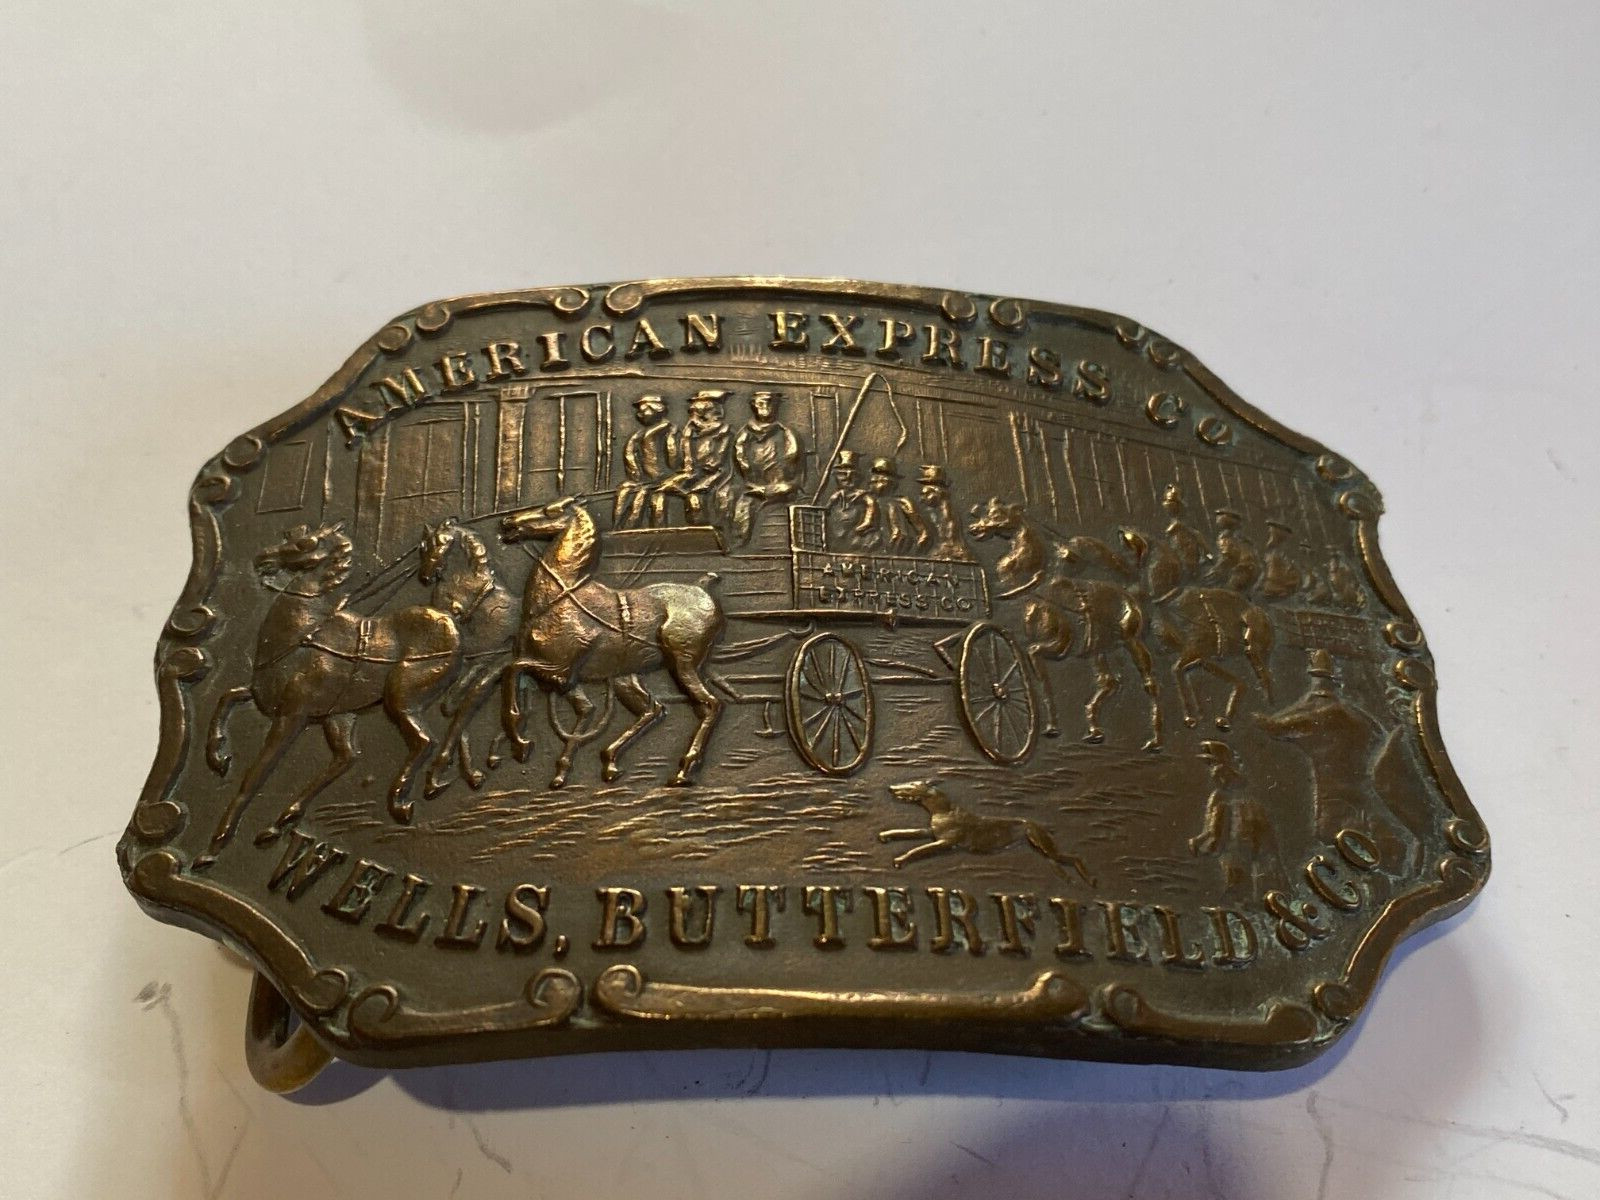 AMERICAN EXPRESS CO
AMERICAN
EXPRESS CO
WELLS, BUTTERFIELD & CO